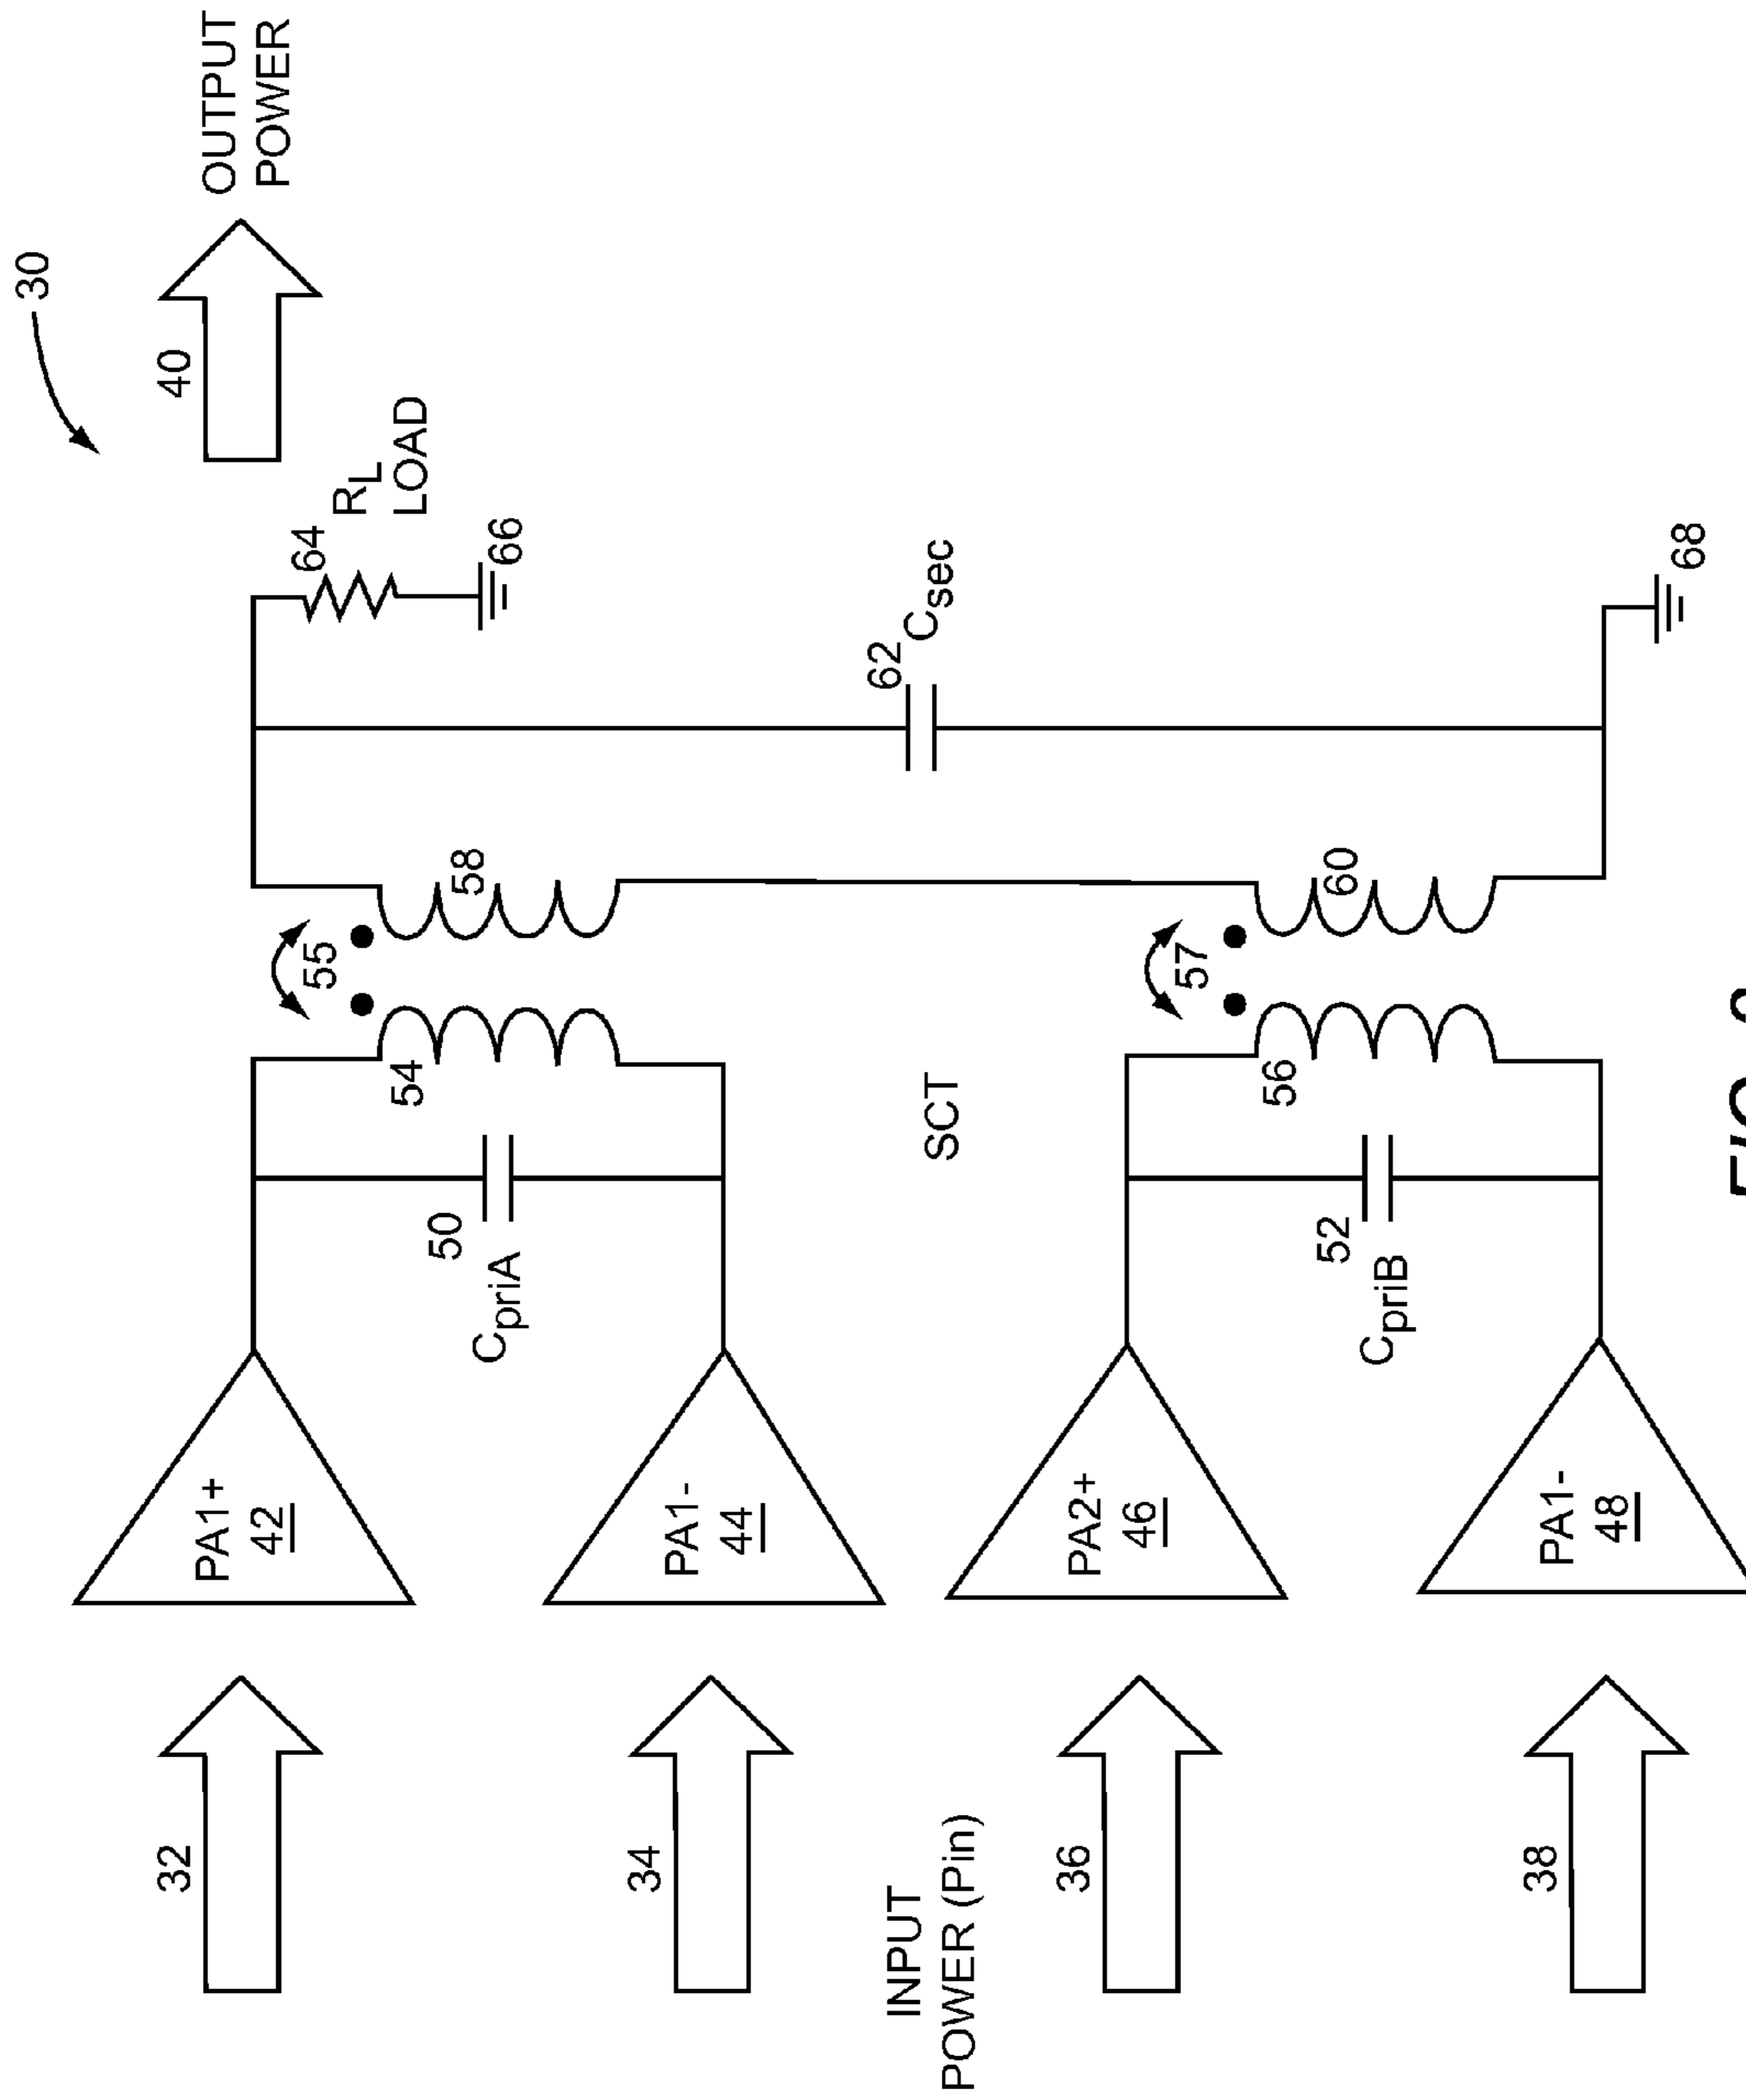 30
32
PA1+
42
40
OUTPUT
POWER
64
R_L
LOAD
66
54
55
58
50
CpriA
34
PA1-
44
INPUT
POWER (Pin)
SCT
62
Csec
36
PA2+
46
56
57
60
52
CpriB
38
PA1-
48
68